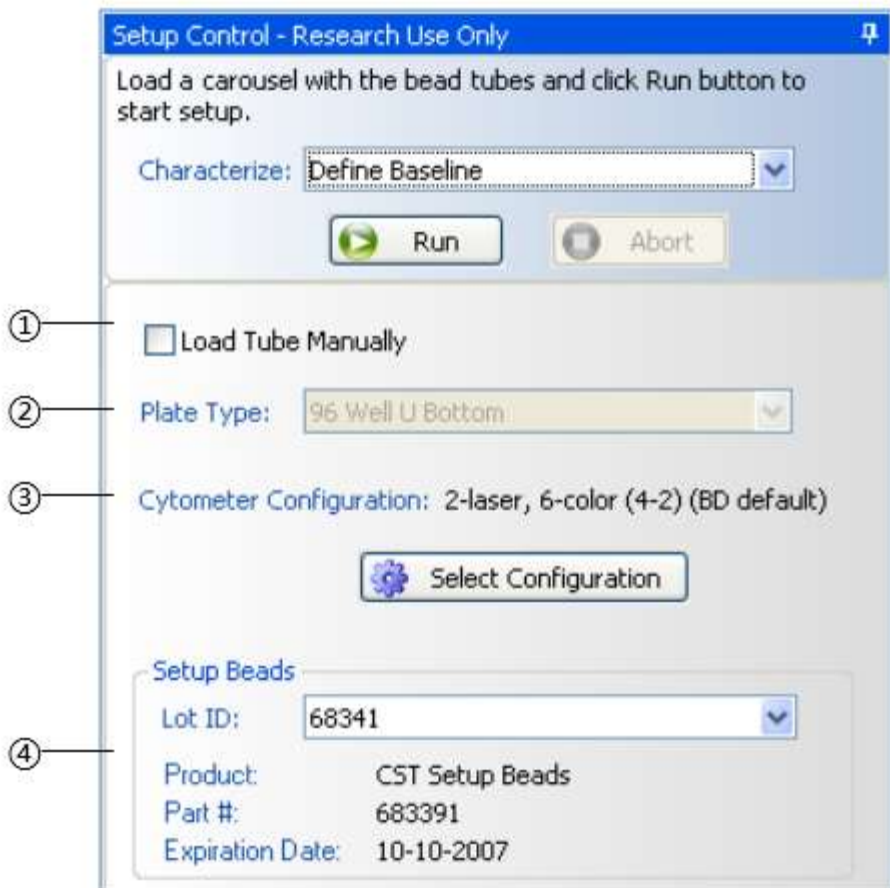 Setup Control - Research Use Only
Load a carousel with the bead tubes and click Run button to
start setup.
Characterize: Define Baseline
Run Abort
① Load Tube Manually
② Plate Type: 96 Well U Bottom
③ Cytometer Configuration: 2-laser, 6-color (4-2) (BD default)
Select Configuration
Setup Beads
Lot ID: 68341
④
Product: CST Setup Beads
Part #: 683391
Expiration Date: 10-10-2007